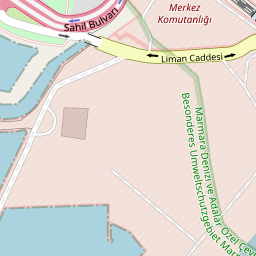 Merkez
Komutanlığı
Sahil Bulvarı
Liman Caddesi
Marmara Denizi ve Adalar Özel Çev
Besonderes Umweltschutzgebiet Mar